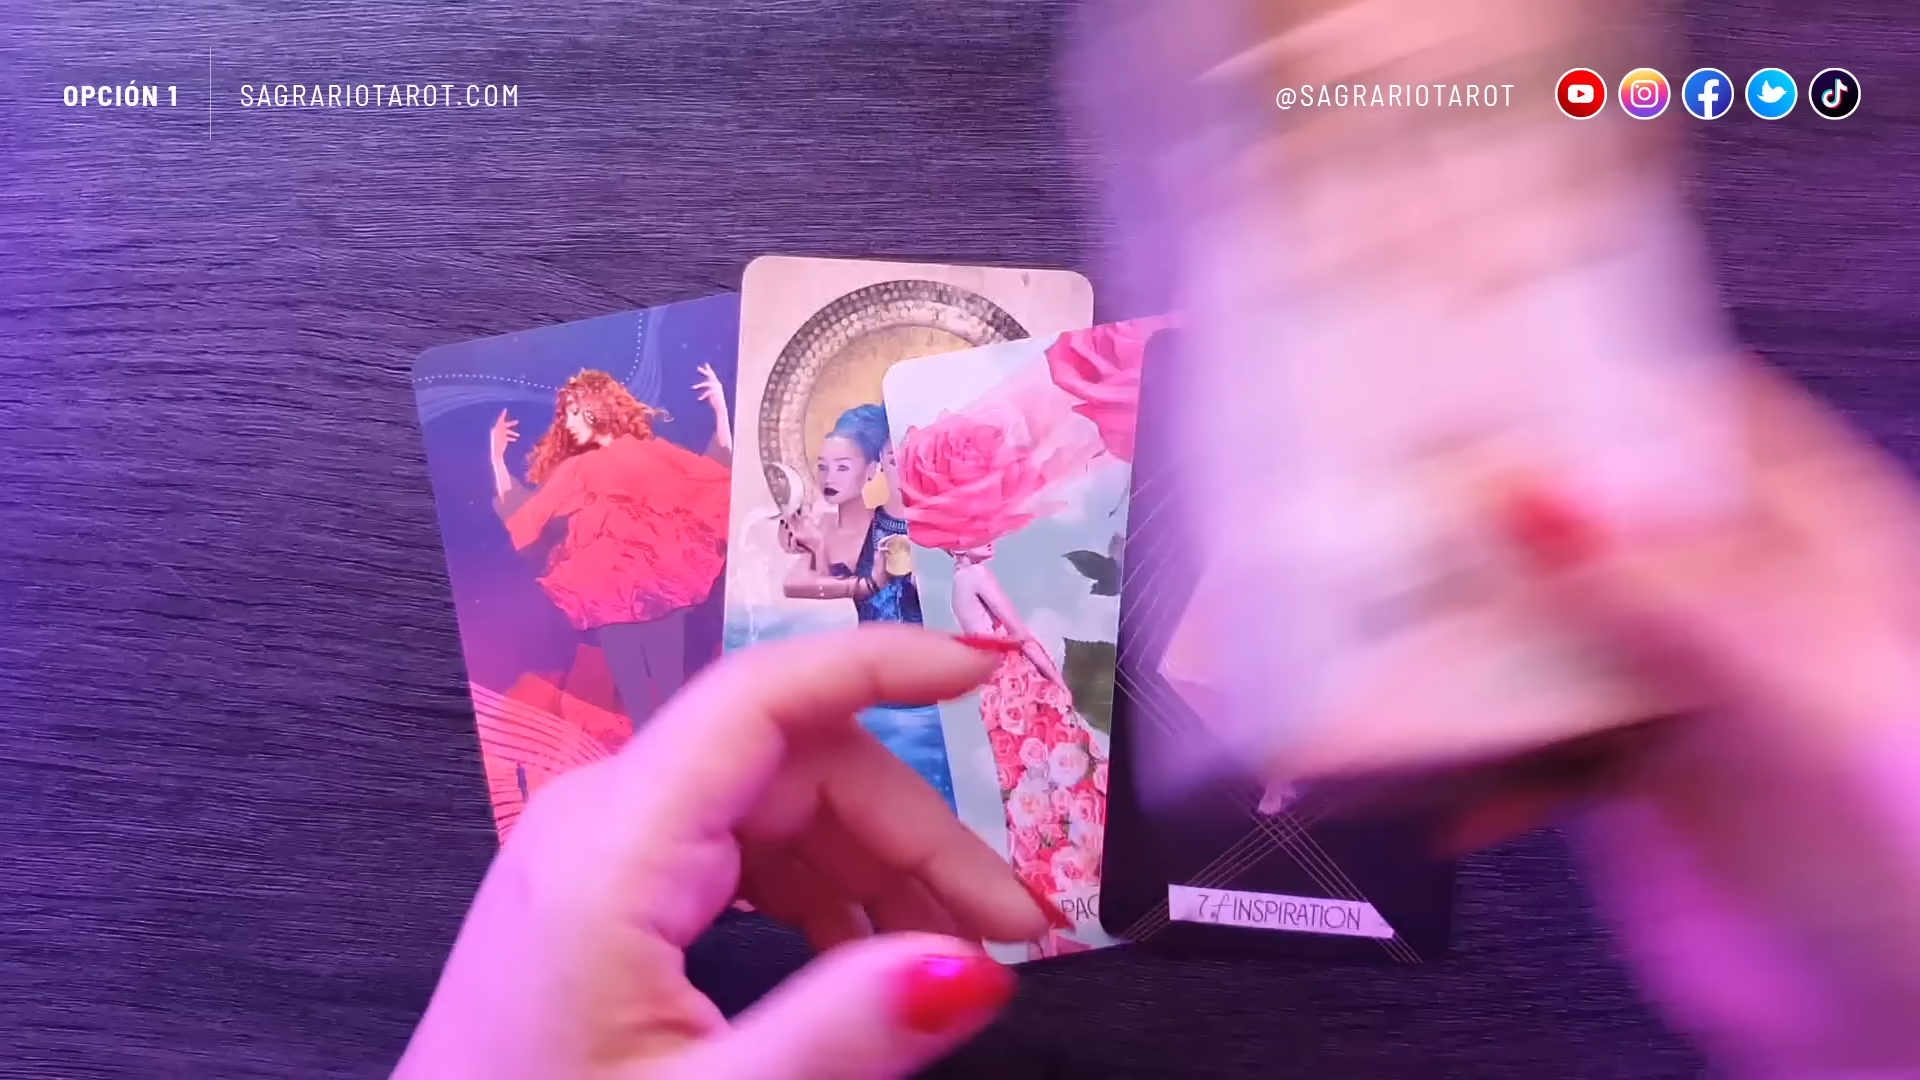 OPCIÓN 1
SAGRARIOTAROT.COM
@SAGRARIOTAROT
7 of INSPIRATION